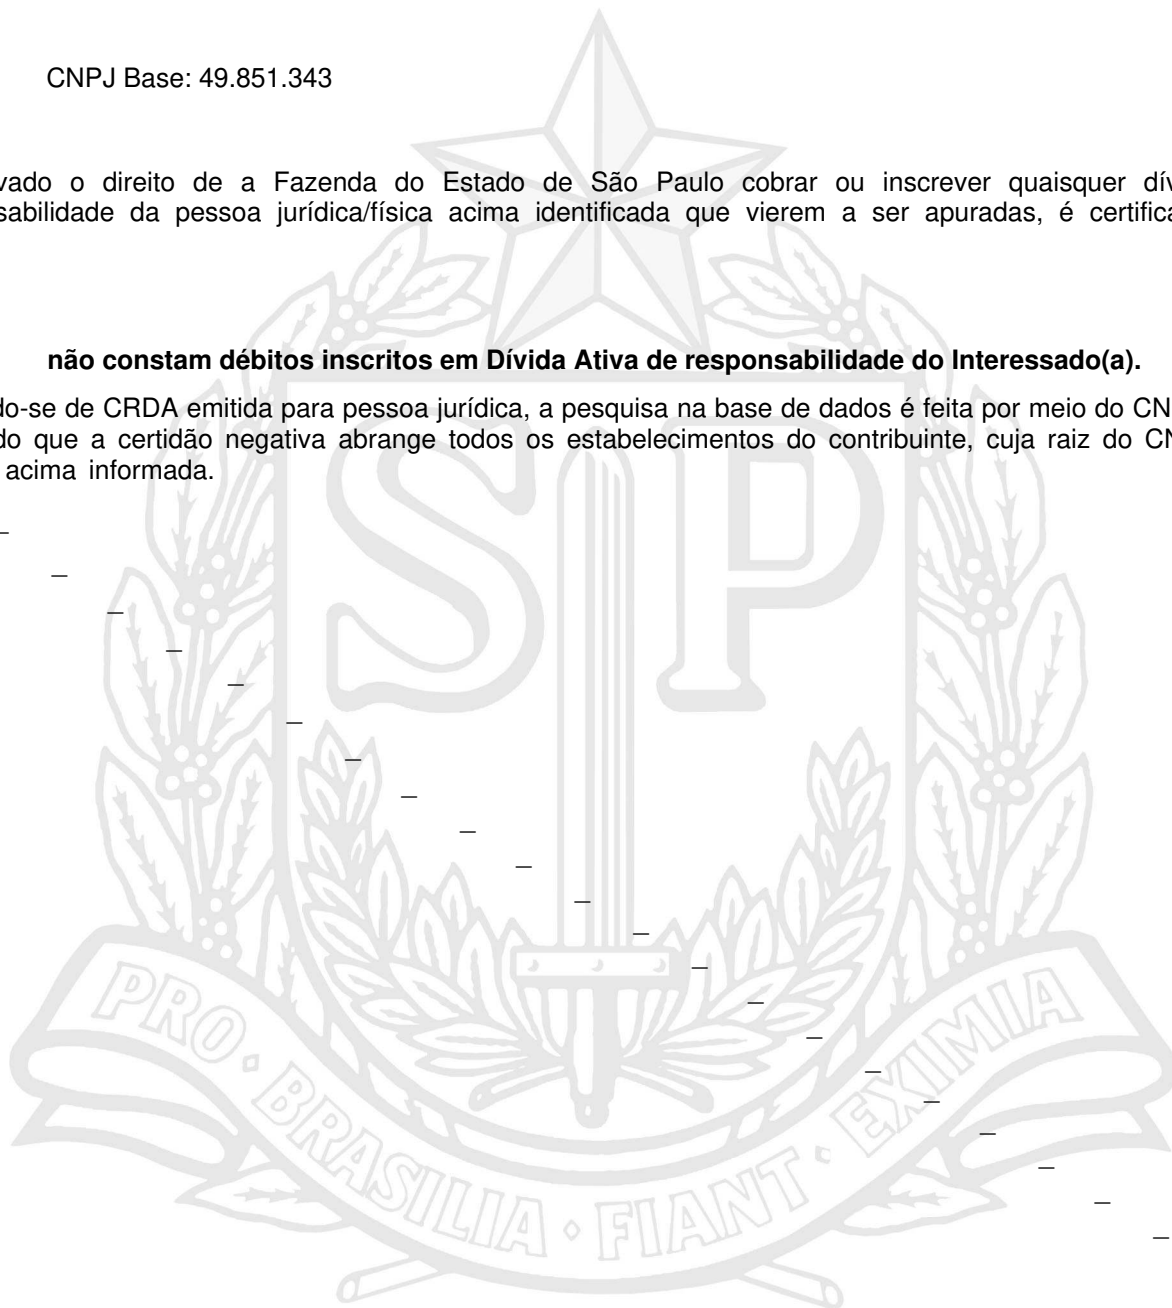 CNPJ Base: 49.851.343
vado o direito de a Fazenda do Estado de São Paulo cobrar ou inscrever quaisquer dív
sabilidade da pessoa jurídica/física acima identificada que vierem a ser apuradas, é certifica
não constam débitos inscritos em Dívida Ativa de responsabilidade do Interessado(a).
do-se de CRDA emitida para pessoa jurídica, a pesquisa na base de dados é feita por meio do CN
do que a certidão negativa abrange todos os estabelecimentos do contribuinte, cuja raiz do CN
acima informada.
SP
PRO · BRASILIA · FIANT · EXIMIA